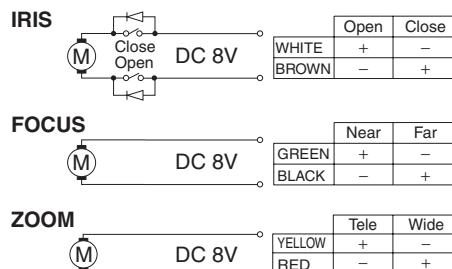 IRIS
Open Close
M Close Open DC 8V
WHITE + −
BROWN − +
FOCUS
Near Far
M DC 8V
GREEN + −
BLACK − +
ZOOM
Tele Wide
M DC 8V
YELLOW + −
RED − +